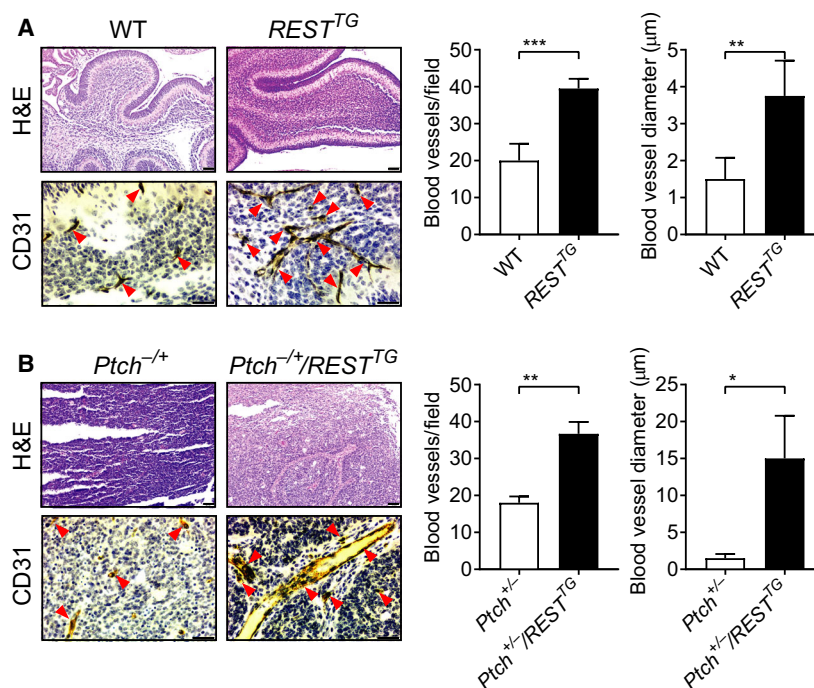 A
WT
REST^TG
H&E
CD31
Blood vessels/field
50
40
30
20
10
0
***
WT
REST^TG
Blood vessel diameter (μm)
5
4
3
2
1
0
**
WT
REST^TG
B
Ptch^–/+
Ptch^–/+/REST^TG
H&E
CD31
Blood vessels/field
50
40
30
20
10
0
**
Ptch^+/–
Ptch^+/–/REST^TG
Blood vessel diameter (μm)
25
20
15
10
5
0
*
Ptch^+/–
Ptch^+/–/REST^TG